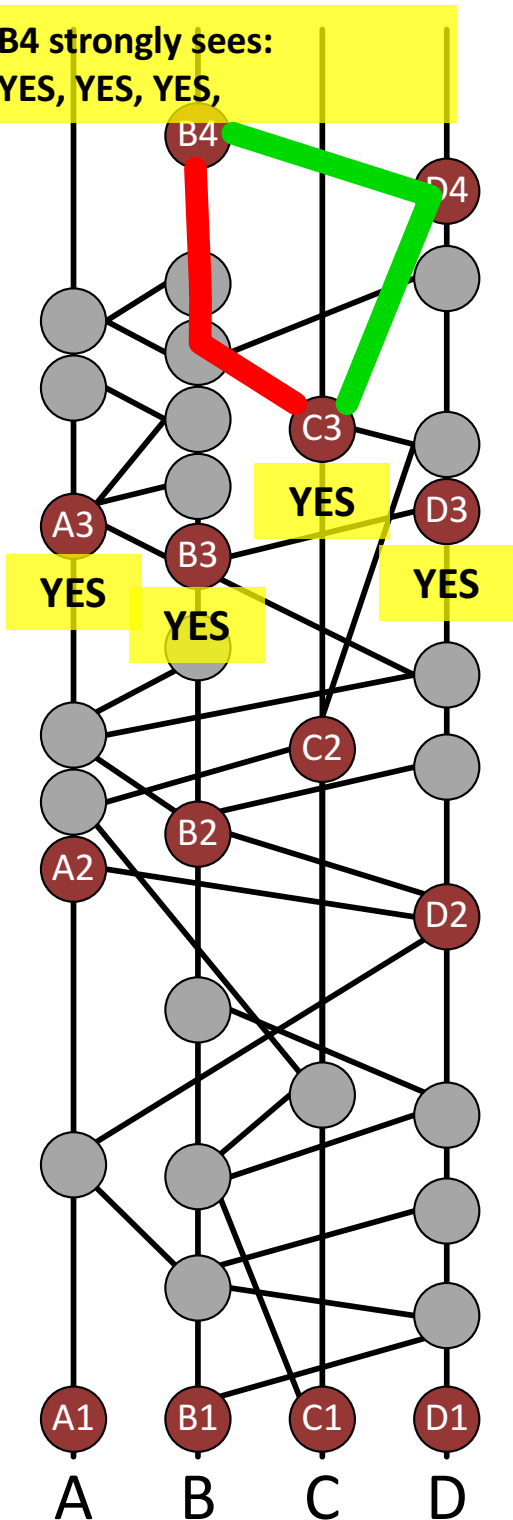 B4 strongly sees:
YES, YES, YES,
B4
D4
C3
YES
A3
D3
B3
YES
YES
YES
C2
B2
A2
D2
A1 B1 C1 D1
A B C D